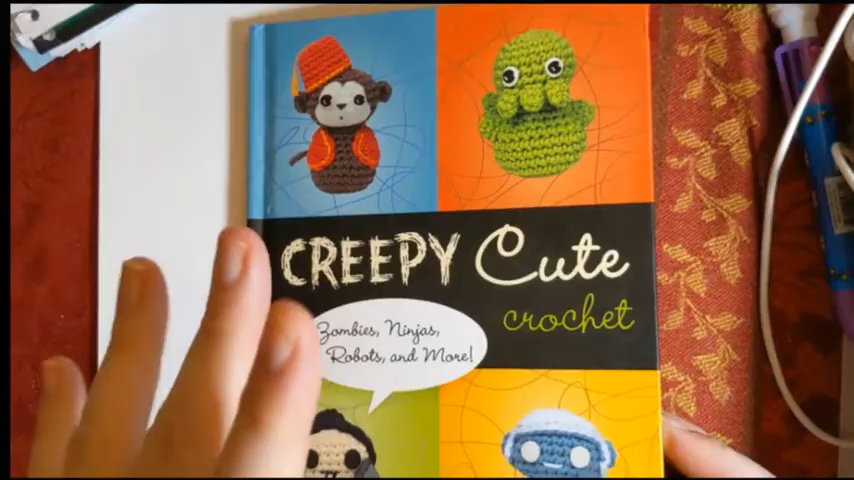 CREEPY Cute
crochet
Zombies, Ninjas,
Robots, and More!